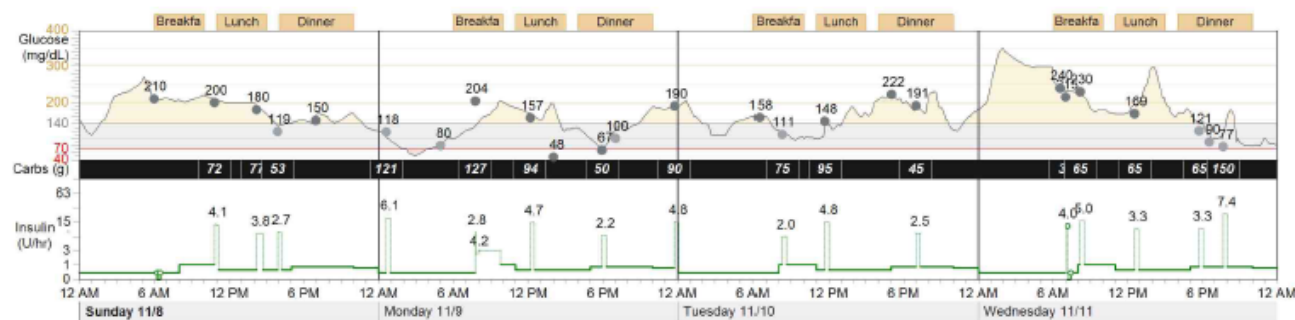 Breakfa Lunch Dinner Breakfa Lunch Dinner Breakfa Lunch Dinner Breakfa Lunch Dinner
400
Glucose
(mg/dL)
300
200
140
70
40
210 200 180 119 150 118 80 204 157 48 67 100 190 158 111 148 222 191 240 230 169 121 90 77
Carbs (g) 72 77 53 121 127 94 50 90 75 95 45 3 65 65 65 150
63
Insulin
(U/hr)
15
3
1
0
4.1 3.8 2.7 6.1 2.8 4.2 4.7 2.2 4.8 2.0 4.8 2.5 4.0 5.0 3.3 3.3 7.4
12 AM 6 AM 12 PM 6 PM 12 AM 6 AM 12 PM 6 PM 12 AM 6 AM 12 PM 6 PM 12 AM 6 AM 12 PM 6 PM 12 AM
Sunday 11/8 Monday 11/9 Tuesday 11/10 Wednesday 11/11